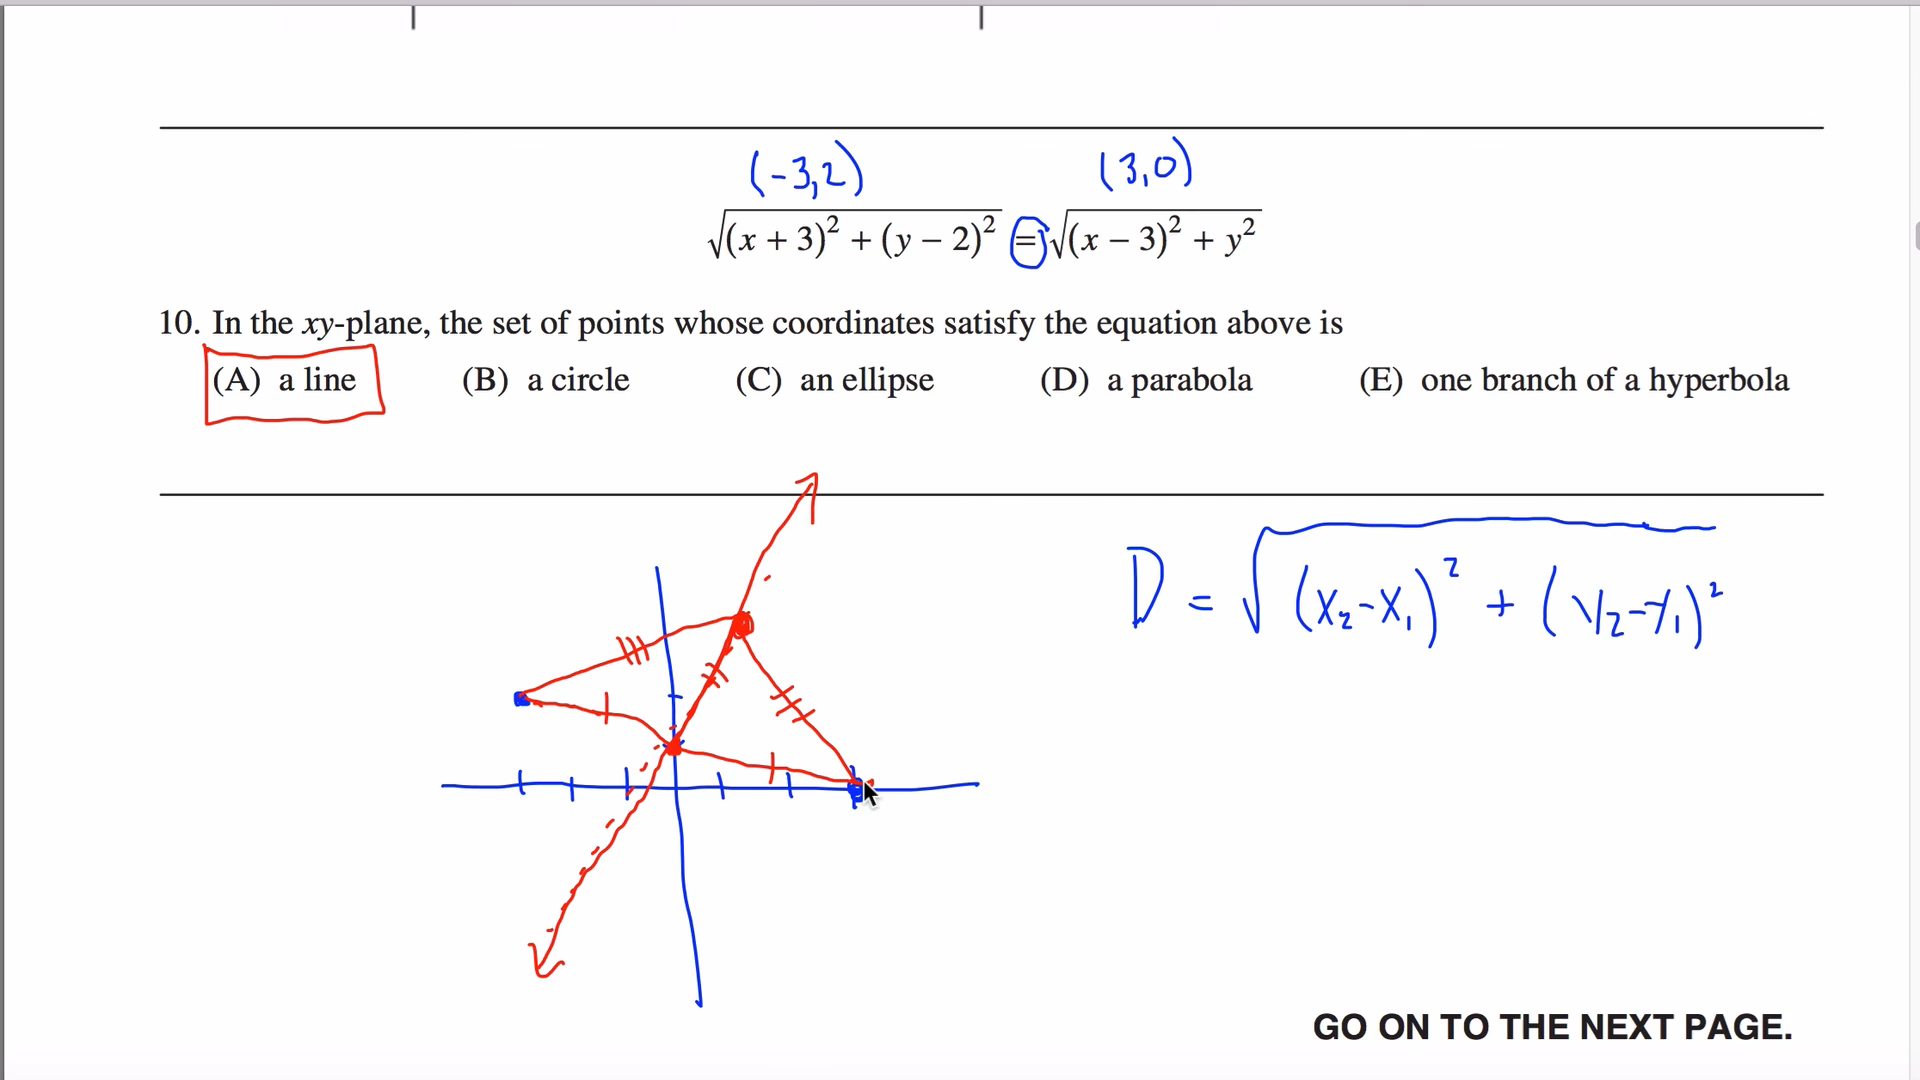 (-3,2) (3,0)
√(x + 3)² + (y − 2)² = √(x − 3)² + y²
10. In the xy-plane, the set of points whose coordinates satisfy the equation above is
(A) a line (B) a circle (C) an ellipse (D) a parabola (E) one branch of a hyperbola
D = √(x₂-x₁)² + (y₂-y₁)²
GO ON TO THE NEXT PAGE.